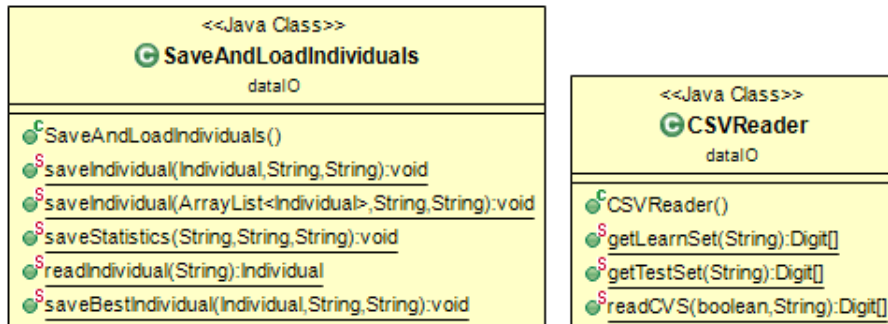 <<Java Class>>
SaveAndLoadIndividuals
dataIO
SaveAndLoadIndividuals()
saveIndividual(Individual,String,String):void
saveIndividual(ArrayList<Individual>,String,String):void
saveStatistics(String,String,String):void
readIndividual(String):Individual
saveBestIndividual(Individual,String,String):void
<<Java Class>>
CSVReader
dataIO
CSVReader()
getLearnSet(String):Digit[]
getTestSet(String):Digit[]
readCVS(boolean,String):Digit[]